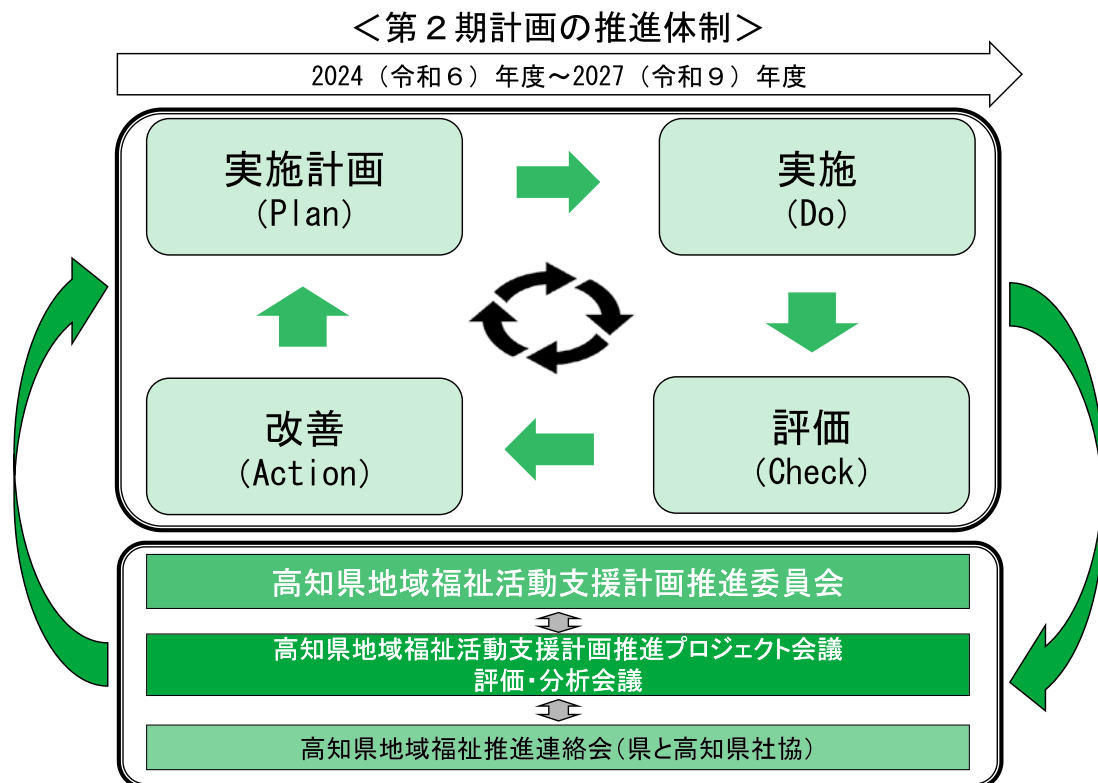 ＜第２期計画の推進体制＞
2024（令和６）年度～2027（令和９）年度
実施計画
(Plan)
実施
(Do)
改善
(Action)
評価
(Check)
高知県地域福祉活動支援計画推進委員会
高知県地域福祉活動支援計画推進プロジェクト会議
評価･分析会議
高知県地域福祉推進連絡会(県と高知県社協)